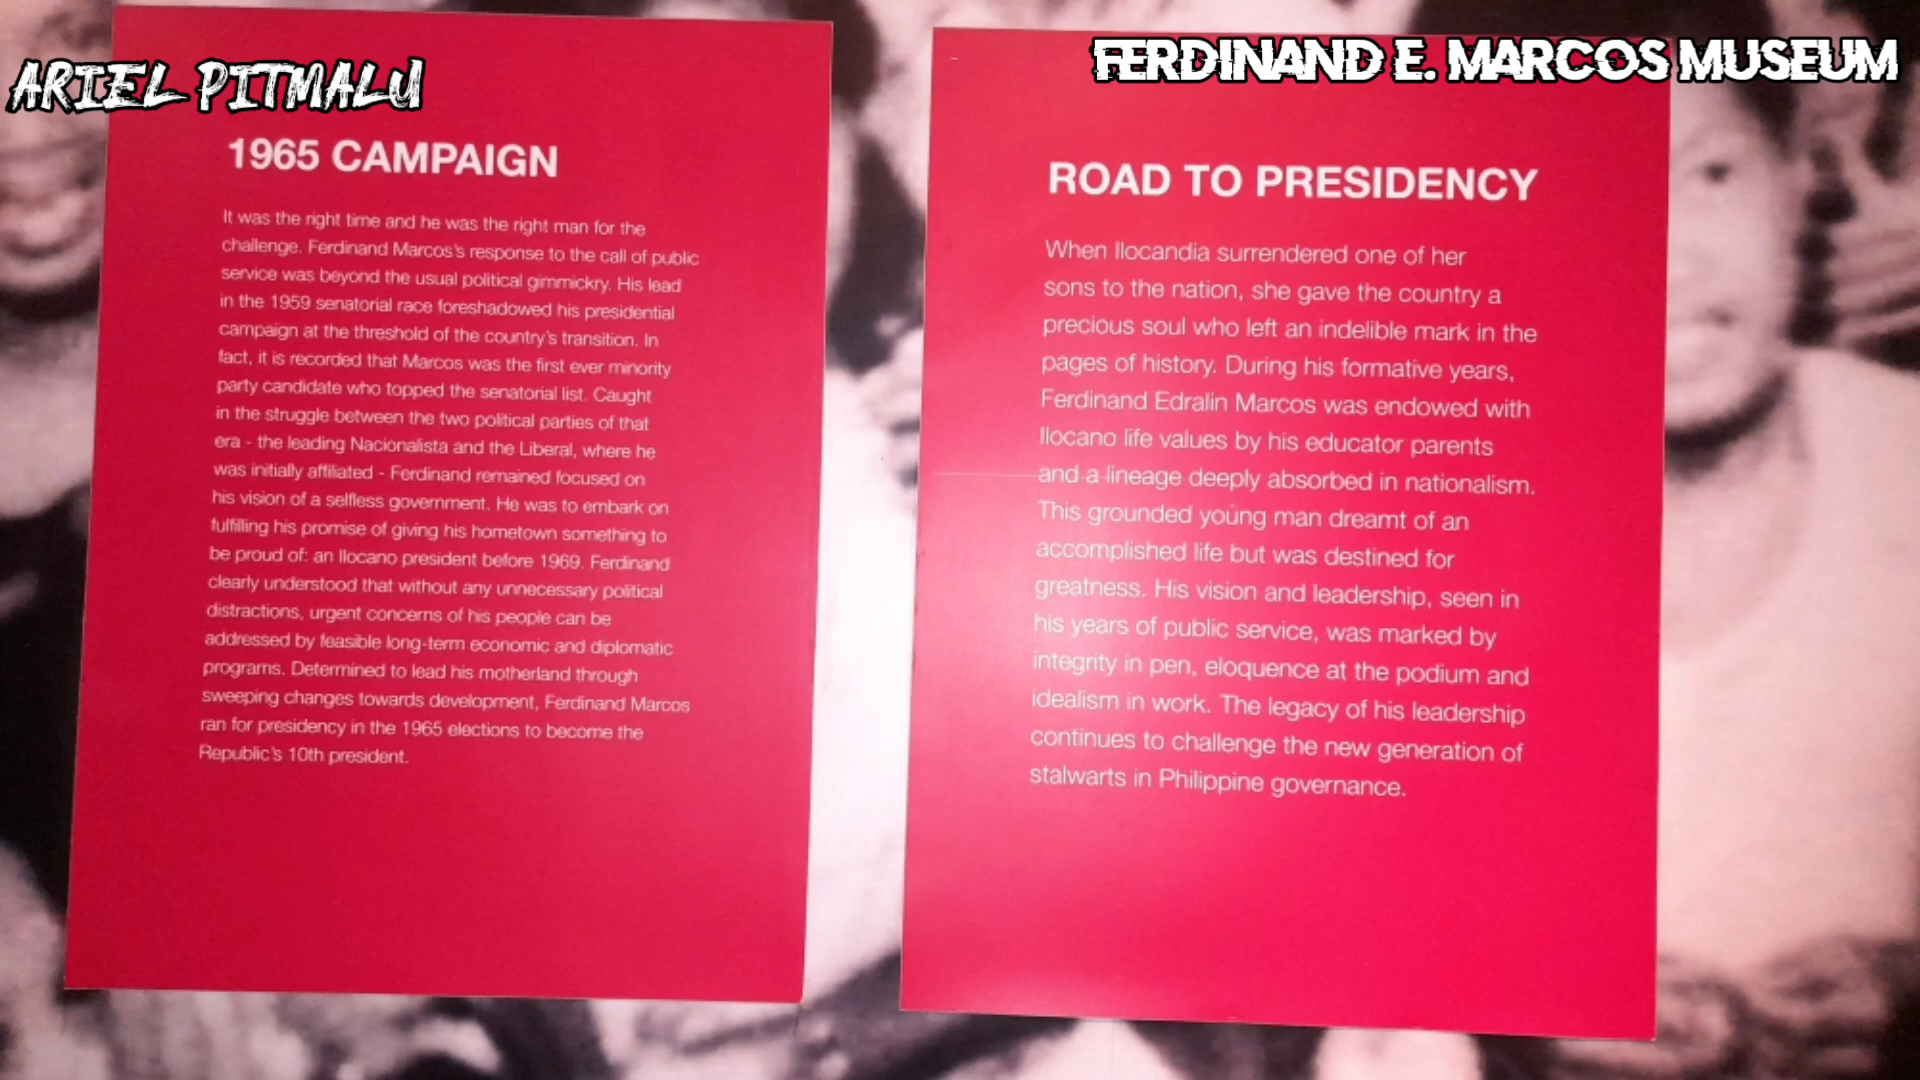 ARIEL PITMALU
FERDINAND E. MARCOS MUSEUM
1965 CAMPAIGN
It was the right time and he was the right man for the
challenge. Ferdinand Marcos's response to the call of public
service was beyond the usual political gimmickry. His lead
in the 1959 senatorial race foreshadowed his presidential
campaign at the threshold of the country's transition. In
fact, it is recorded that Marcos was the first ever minority
party candidate who topped the senatorial list. Caught
in the struggle between the two political parties of that
era - the leading Nacionalista and the Liberal, where he
was initially affiliated - Ferdinand remained focused on
his vision of a selfless government. He was to embark on
fulfilling his promise of giving his hometown something to
be proud of: an Ilocano president before 1969. Ferdinand
clearly understood that without any unnecessary political
distractions, urgent concerns of his people can be
addressed by feasible long-term economic and diplomatic
programs. Determined to lead his motherland through
sweeping changes towards development, Ferdinand Marcos
ran for presidency in the 1965 elections to become the
Republic's 10th president.
ROAD TO PRESIDENCY
When Ilocandia surrendered one of her
sons to the nation, she gave the country a
precious soul who left an indelible mark in the
pages of history. During his formative years,
Ferdinand Edralin Marcos was endowed with
Ilocano life values by his educator parents
and a lineage deeply absorbed in nationalism.
This grounded young man dreamt of an
accomplished life but was destined for
greatness. His vision and leadership, seen in
his years of public service, was marked by
integrity in pen, eloquence at the podium and
idealism in work. The legacy of his leadership
continues to challenge the new generation of
stalwarts in Philippine governance.